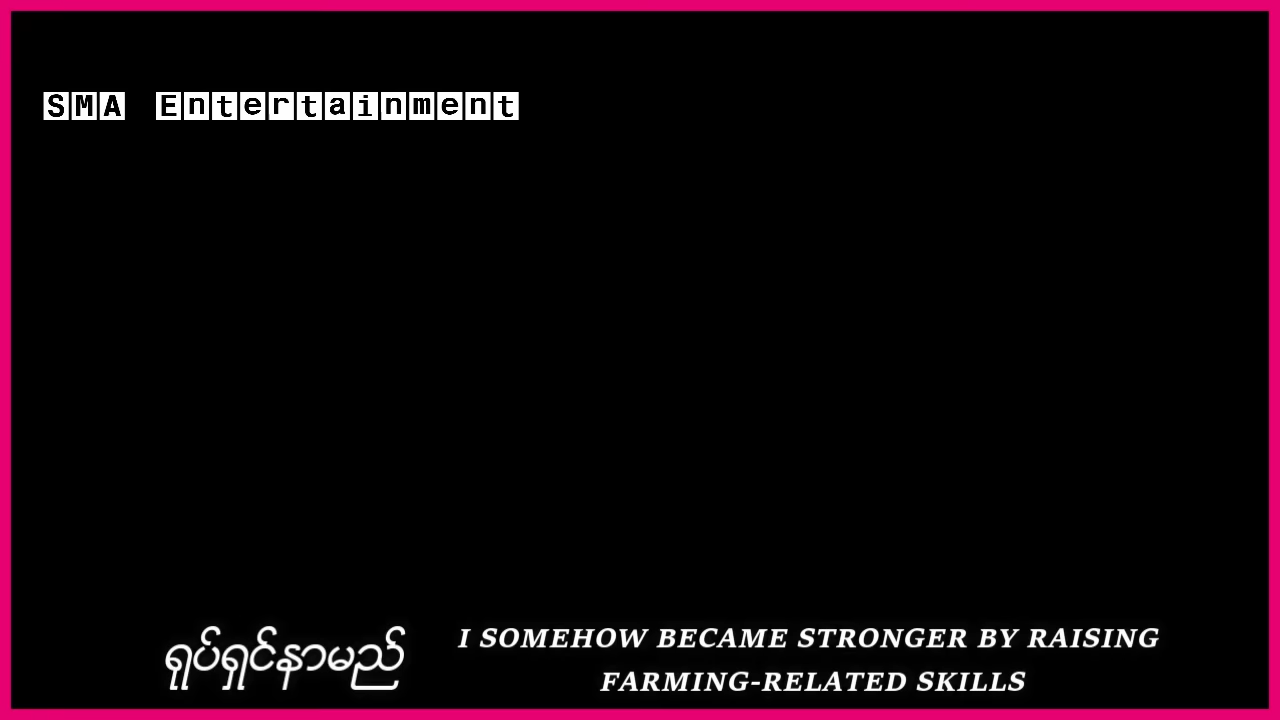 SMA Entertainment
ရုပ်ရှင်နာမည်
I SOMEHOW BECAME STRONGER BY RAISING
FARMING-RELATED SKILLS